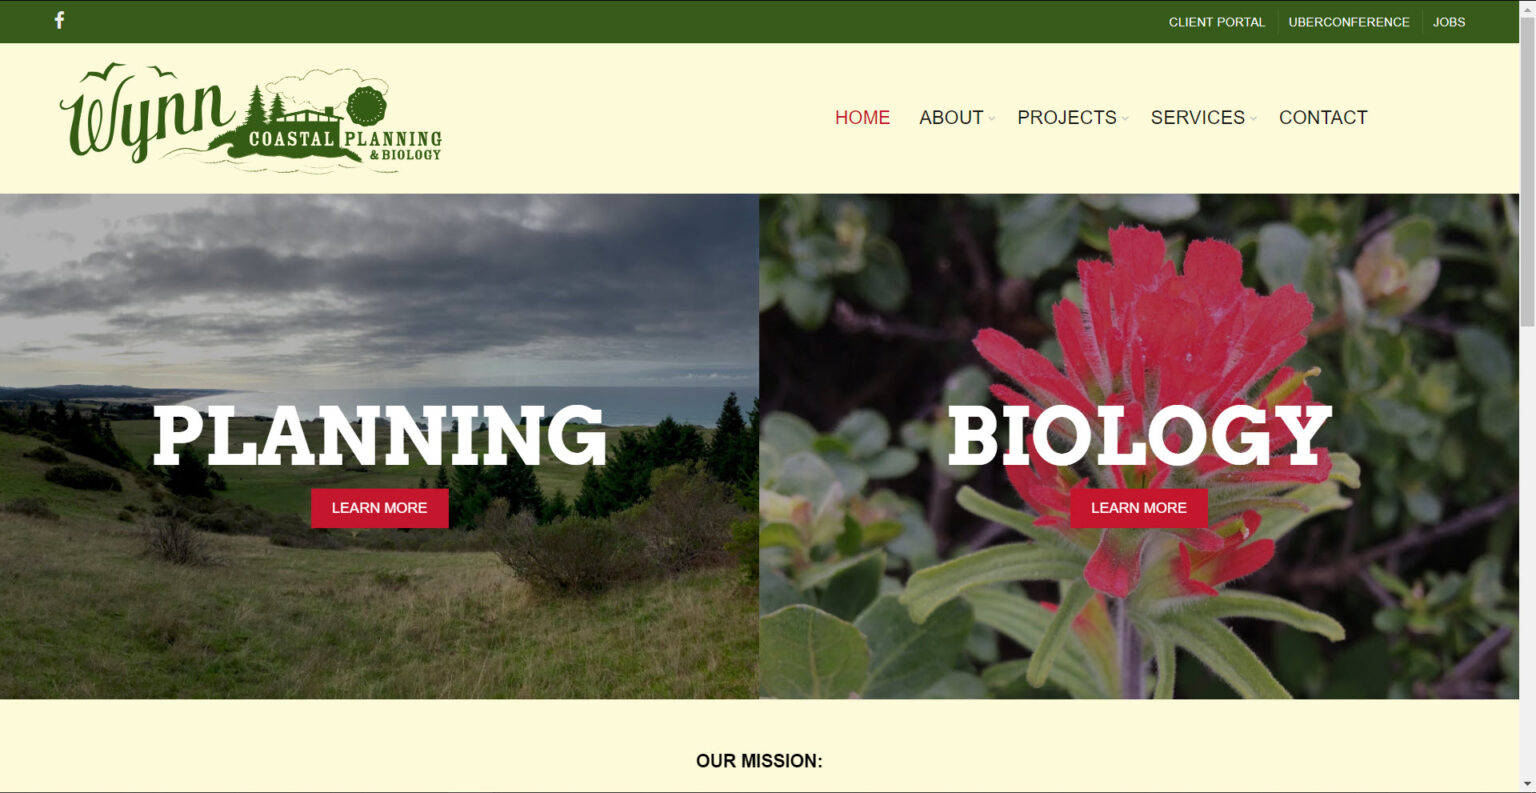 CLIENT PORTAL UBERCONFERENCE JOBS
Wynn
COASTAL PLANNING
& BIOLOGY
HOME ABOUT PROJECTS SERVICES CONTACT
PLANNING
LEARN MORE
BIOLOGY
LEARN MORE
OUR MISSION: